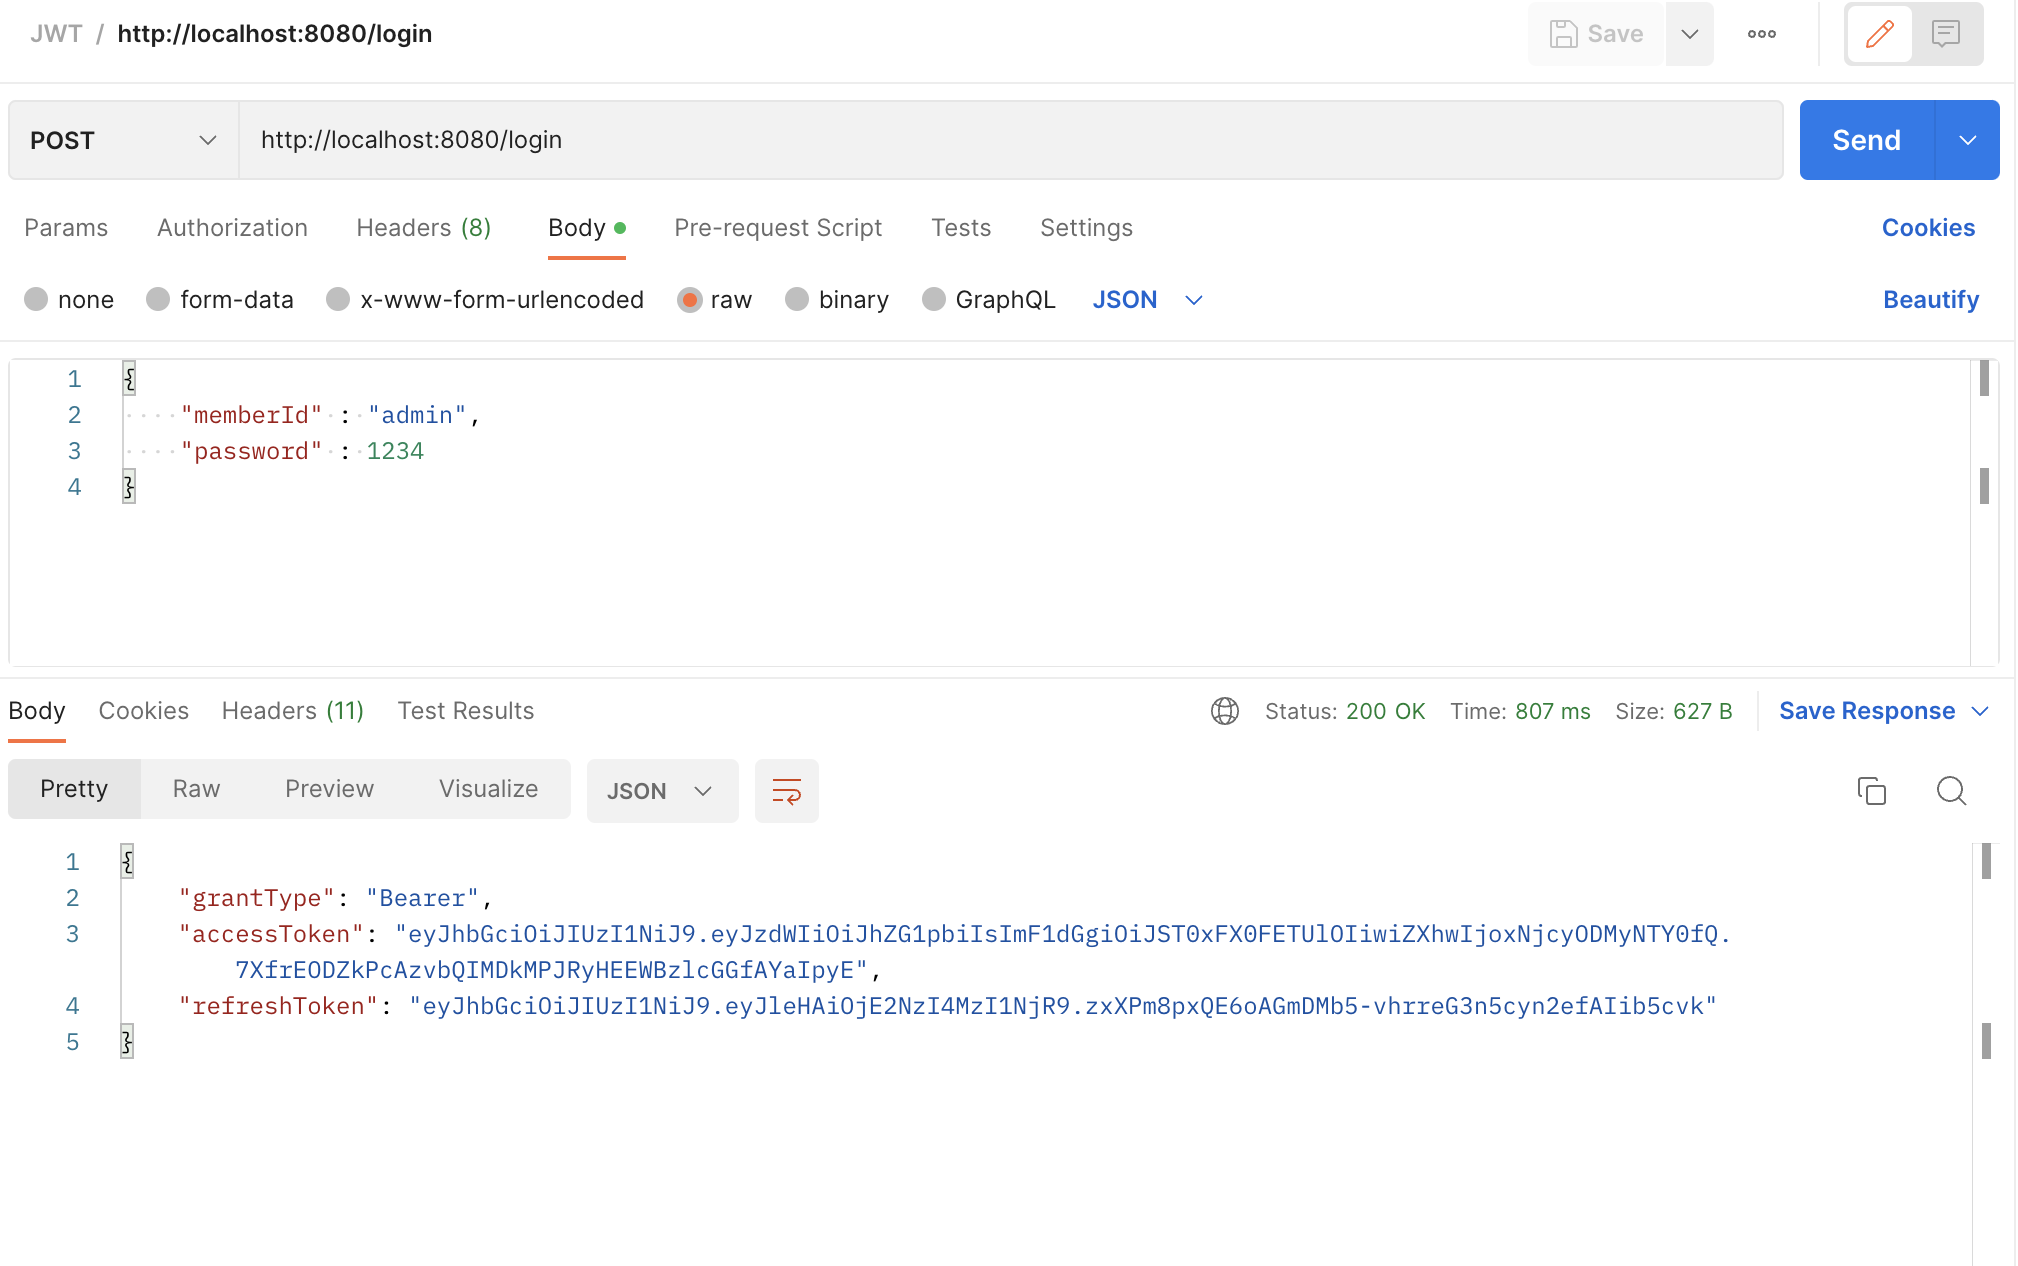 JWT / http://localhost:8080/login
Save
POST http://localhost:8080/login Send
Params Authorization Headers (8) Body Pre-request Script Tests Settings Cookies
none form-data x-www-form-urlencoded raw binary GraphQL JSON Beautify
1 {
2 "memberId" : "admin",
3 "password" : 1234
4 }
Body Cookies Headers (11) Test Results Status: 200 OK Time: 807 ms Size: 627 B Save Response
Pretty Raw Preview Visualize JSON
1 {
2 "grantType": "Bearer",
3 "accessToken": "eyJhbGciOiJIUzI1NiJ9.eyJzdWIiOiJhZG1pbiIsImF1dGgiOiJST0xFX0FETUlOIiwiZXhwIjoxNjcyODMyNTY0fQ.
7XfrEODZkPcAzvbQIMDkMPJRyHEEWBzlcGGfAYaIpyE",
4 "refreshToken": "eyJhbGciOiJIUzI1NiJ9.eyJleHAiOjE2NzI4MzI1NjR9.zxXPm8pxQE6oAGmDMb5-vhrreG3n5cyn2efAIib5cvk"
5 }